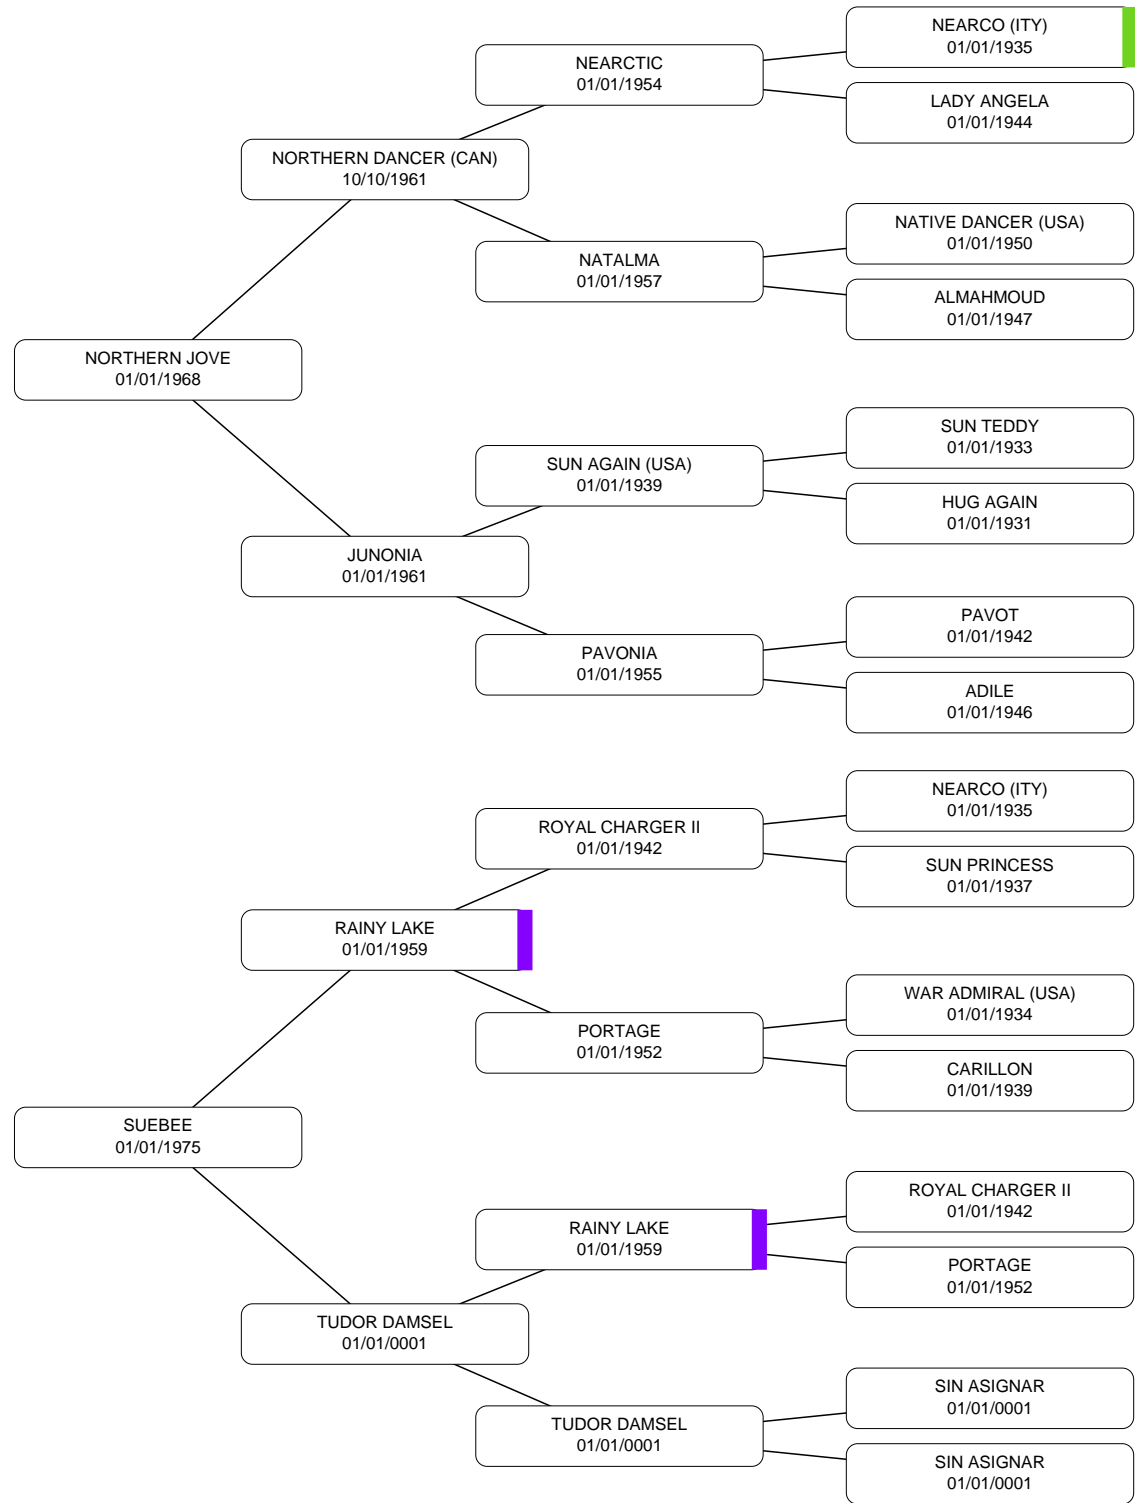 NEARCO (ITY)
01/01/1935
NEARCTIC
01/01/1954
LADY ANGELA
01/01/1944
NORTHERN DANCER (CAN)
10/10/1961
NATIVE DANCER (USA)
01/01/1950
NATALMA
01/01/1957
ALMAHMOUD
01/01/1947
NORTHERN JOVE
01/01/1968
SUN TEDDY
01/01/1933
SUN AGAIN (USA)
01/01/1939
HUG AGAIN
01/01/1931
JUNONIA
01/01/1961
PAVOT
01/01/1942
PAVONIA
01/01/1955
ADILE
01/01/1946
NEARCO (ITY)
01/01/1935
ROYAL CHARGER II
01/01/1942
SUN PRINCESS
01/01/1937
RAINY LAKE
01/01/1959
WAR ADMIRAL (USA)
01/01/1934
PORTAGE
01/01/1952
CARILLON
01/01/1939
SUEBEE
01/01/1975
ROYAL CHARGER II
01/01/1942
RAINY LAKE
01/01/1959
PORTAGE
01/01/1952
TUDOR DAMSEL
01/01/0001
SIN ASIGNAR
01/01/0001
TUDOR DAMSEL
01/01/0001
SIN ASIGNAR
01/01/0001